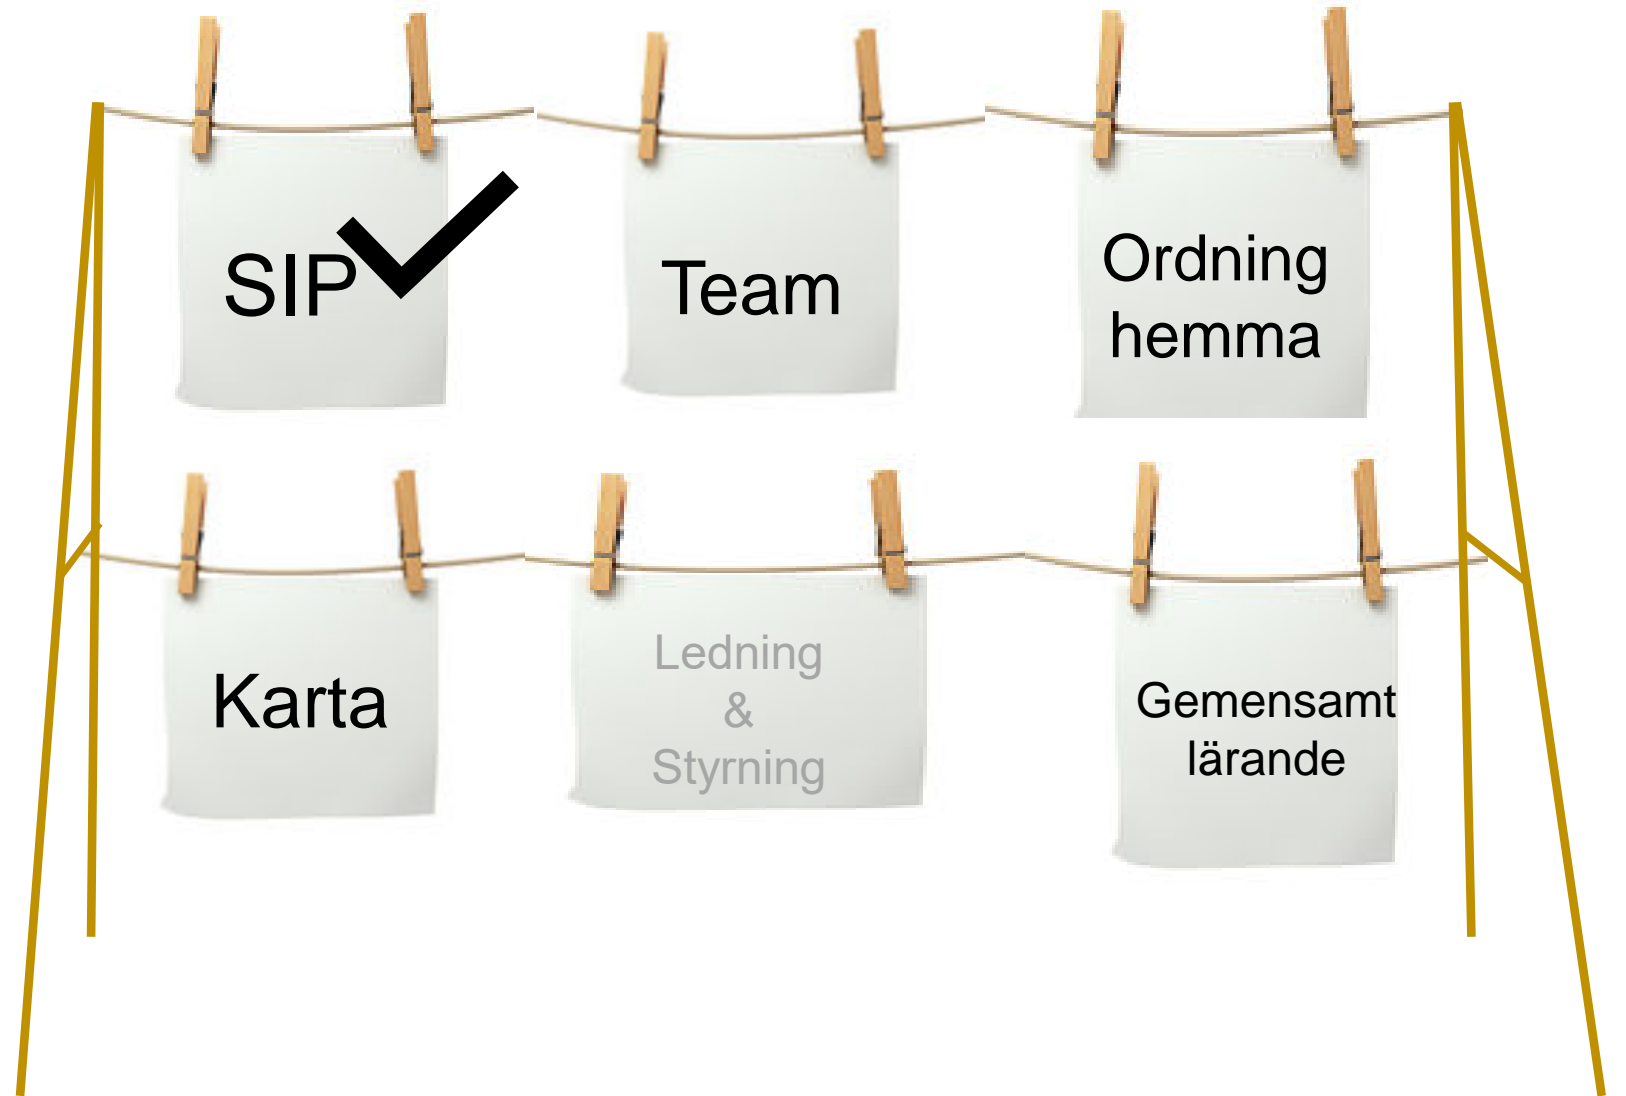 SIP
Team
Ordning
hemma
Karta
Ledning
&
Styrning
Gemensamt
lärande